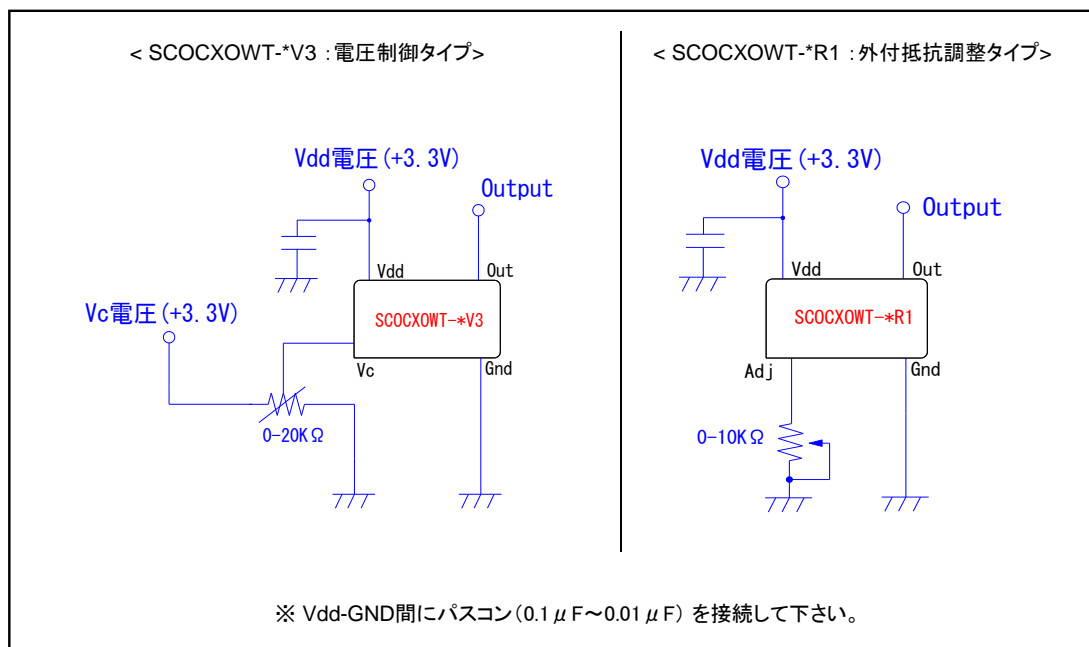 < SCOCXOWT-*V3 : 電圧制御タイプ>
Vdd電圧(+3.3V)
Output
Vdd
Out
Vc電圧(+3.3V)
SCOCXOWT-*V3
Vc
Gnd
0-20KΩ
< SCOCXOWT-*R1 : 外付抵抗調整タイプ>
Vdd電圧(+3.3V)
Output
Vdd
Out
SCOCXOWT-*R1
Adj
Gnd
0-10KΩ
※ Vdd-GND間にパスコン(0.1μF～0.01μF) を接続して下さい。